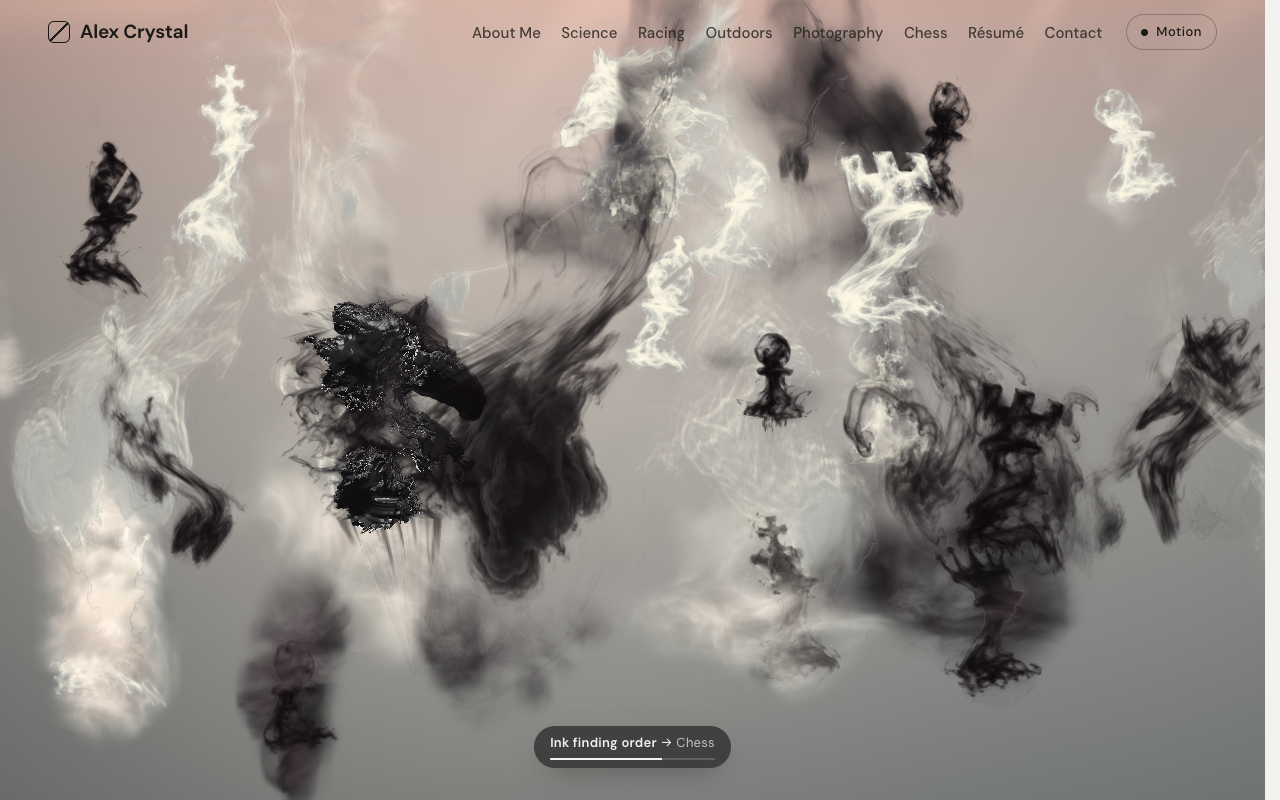 Alex Crystal
About Me Science Racing Outdoors Photography Chess Résumé Contact Motion
Ink finding order → Chess